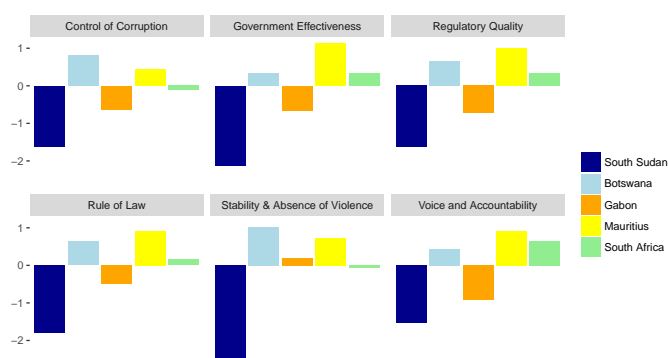 Control of Corruption
Government Effectiveness
Regulatory Quality
1
0
−1
−2
Rule of Law
Stability & Absence of Violence
Voice and Accountability
1
0
−1
−2
South Sudan
Botswana
Gabon
Mauritius
South Africa